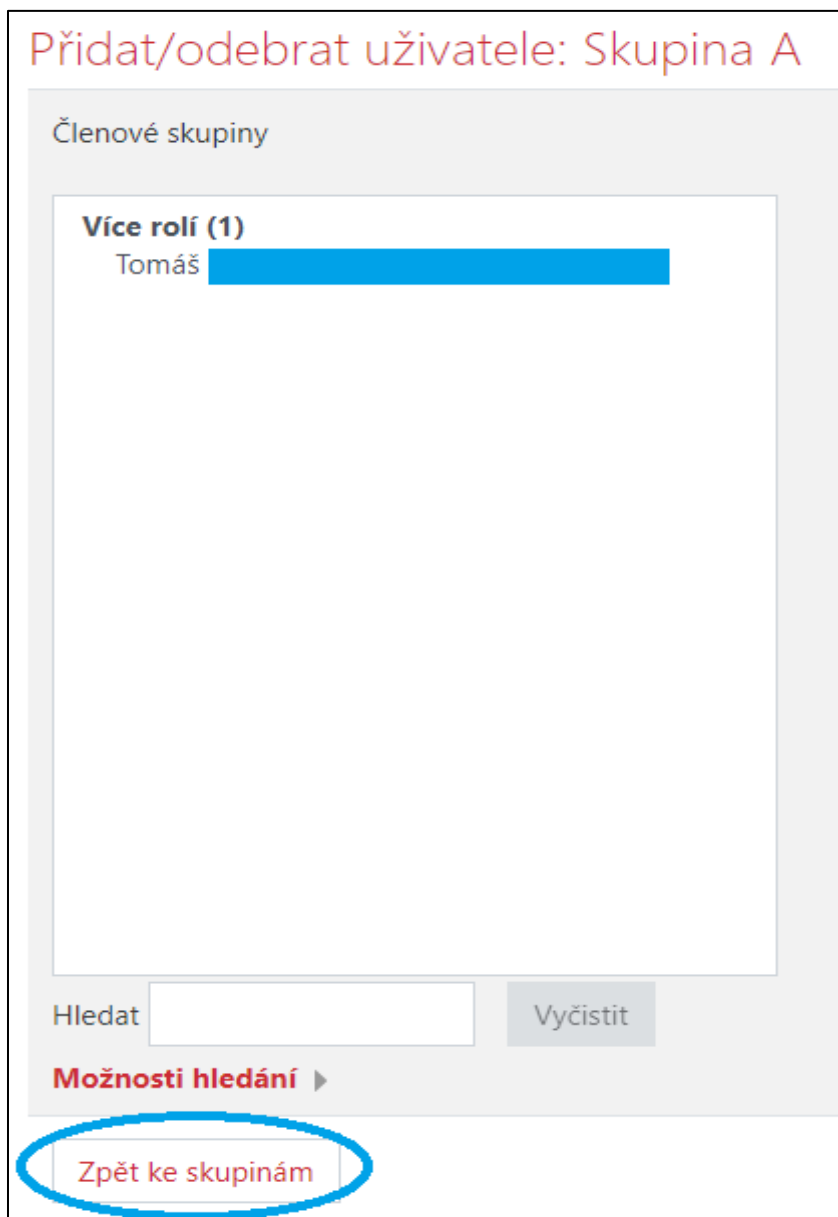 Přidat/odebrat uživatele: Skupina A
Členové skupiny
Více rolí (1)
Tomáš
Hledat
Vyčistit
Možnosti hledání
Zpět ke skupinám